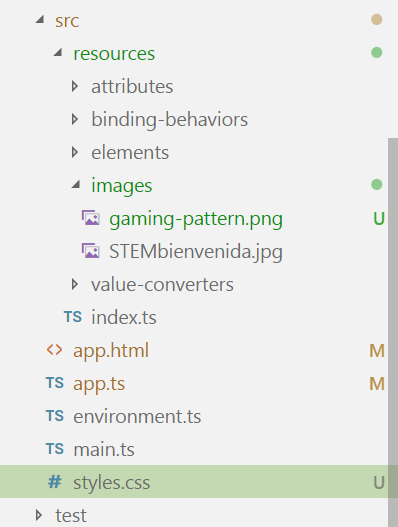 src
resources
attributes
binding-behaviors
elements
images
gaming-pattern.png U
STEMbienvenida.jpg
value-converters
TS index.ts
<> app.html M
TS app.ts M
TS environment.ts
TS main.ts
# styles.css U
test